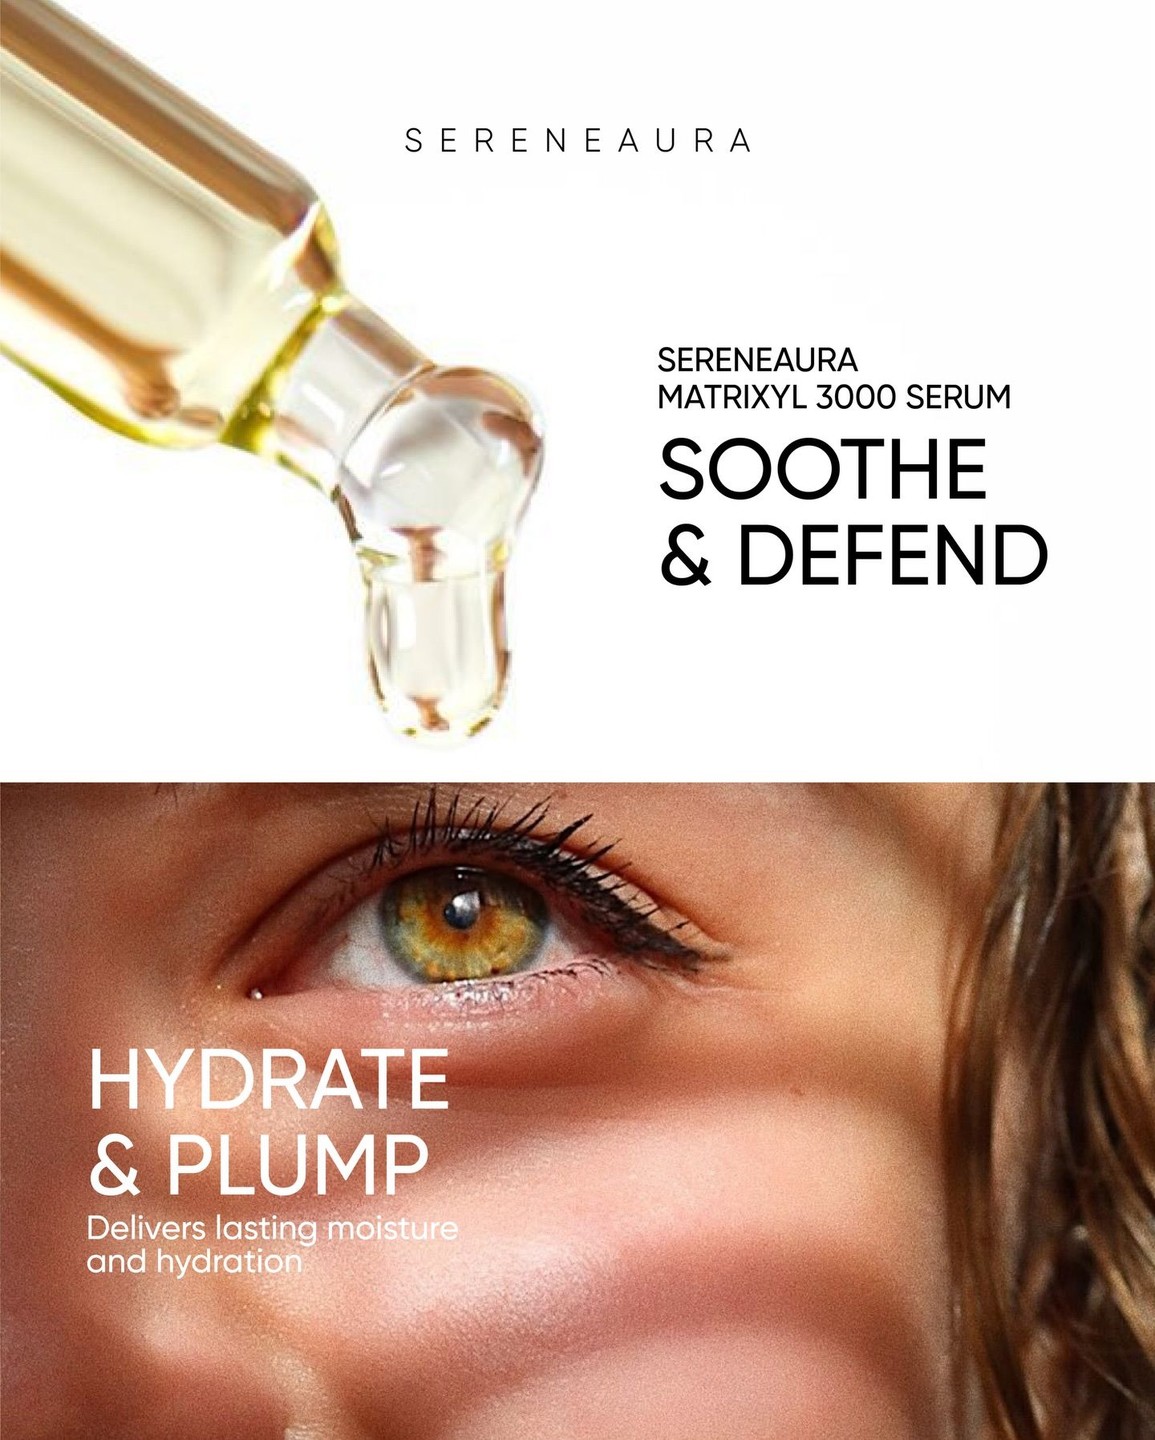 SERENEAURA
SERENEAURA
MATRIXYL 3000 SERUM
SOOTHE
& DEFEND
HYDRATE
& PLUMP
Delivers lasting moisture
and hydration